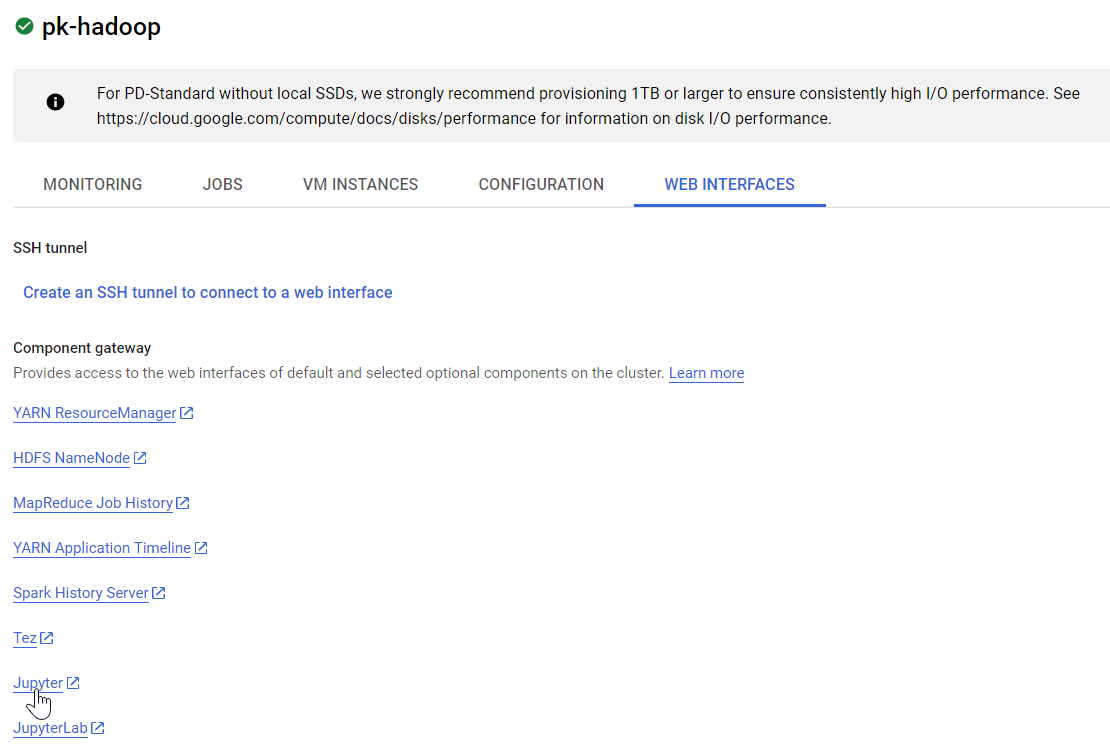 pk-hadoop
For PD-Standard without local SSDs, we strongly recommend provisioning 1TB or larger to ensure consistently high I/O performance. See
https://cloud.google.com/compute/docs/disks/performance for information on disk I/O performance.
MONITORING JOBS VM INSTANCES CONFIGURATION WEB INTERFACES
SSH tunnel
Create an SSH tunnel to connect to a web interface
Component gateway
Provides access to the web interfaces of default and selected optional components on the cluster. Learn more
YARN ResourceManager
HDFS NameNode
MapReduce Job History
YARN Application Timeline
Spark History Server
Tez
Jupyter
JupyterLab